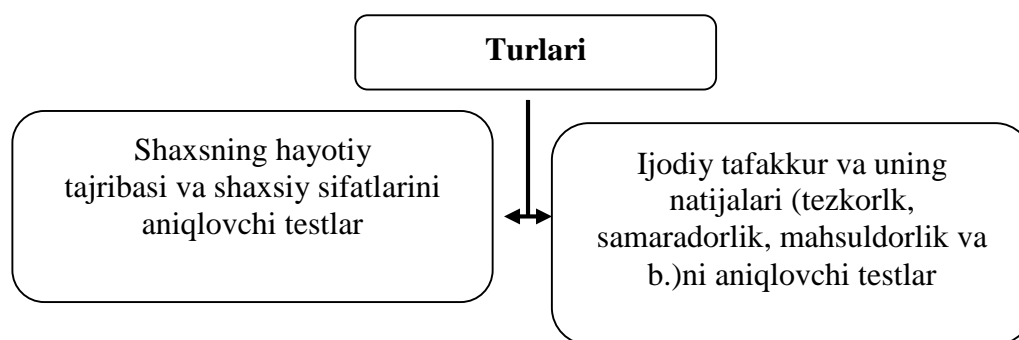 Turlari
Shaxsning hayotiy
tajribasi va shaxsiy sifatlarini
aniqlovchi testlar
Ijodiy tafakkur va uning
natijalari (tezkorlk,
samaradorlik, mahsuldorlik va
b.)ni aniqlovchi testlar